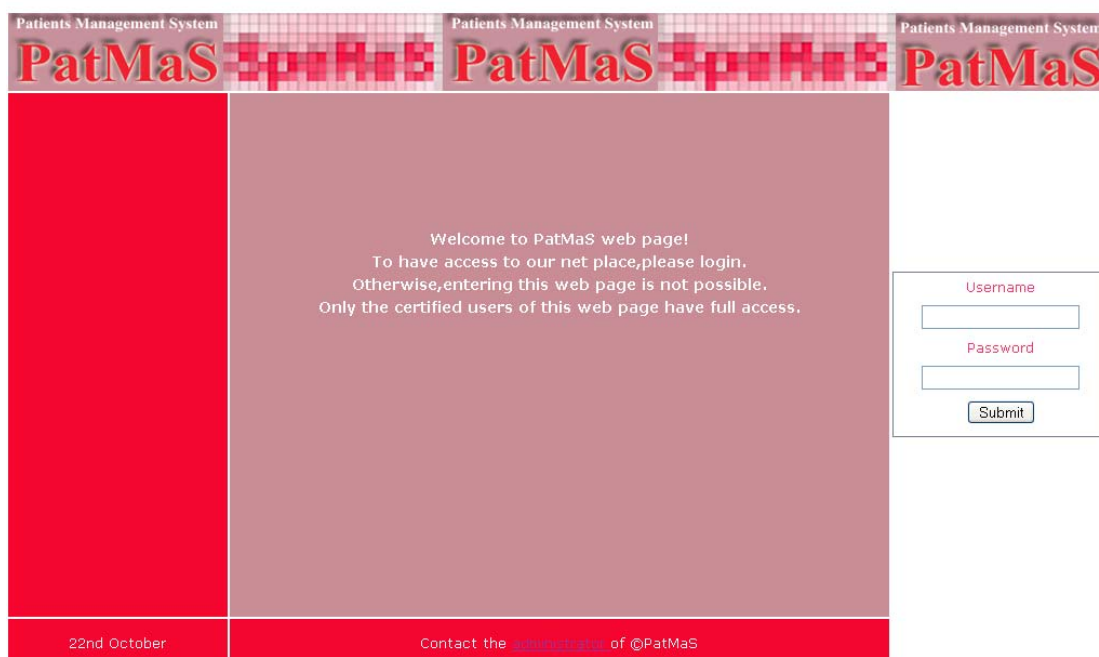 Patients Management System
PatMaS
Patients Management System
PatMaS
Patients Management System
PatMaS
Welcome to PatMaS web page!
To have access to our net place,please login.
Otherwise,entering this web page is not possible.
Only the certified users of this web page have full access.
Username
Password
Submit
22nd October
Contact the administrator of ©PatMaS